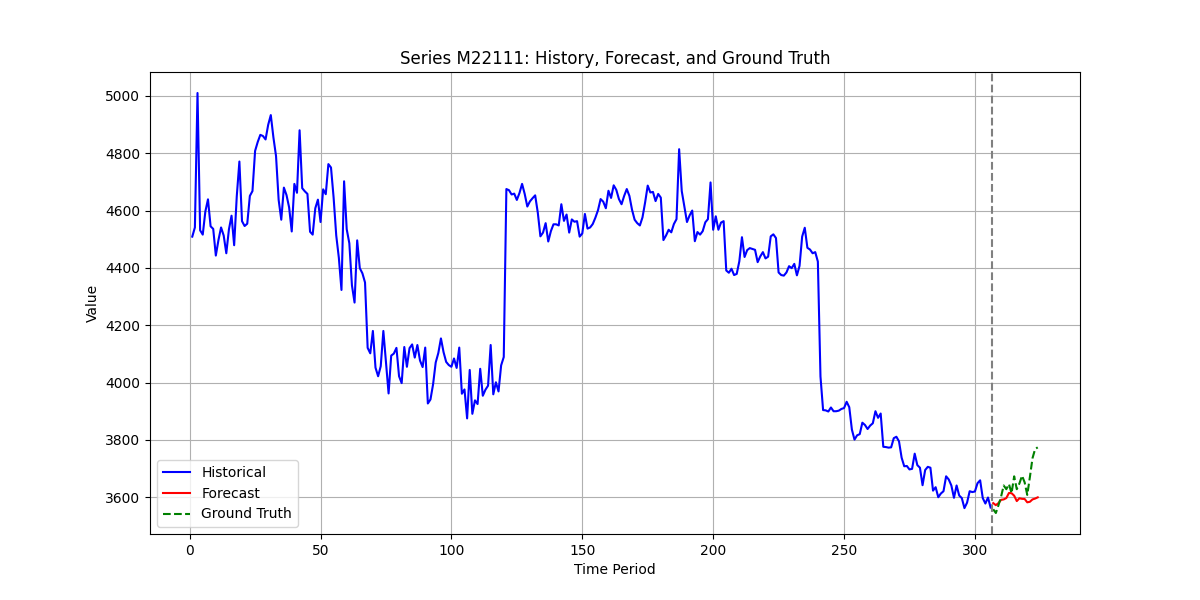 Series M22111: History, Forecast, and Ground Truth
Value
5000
4800
4600
4400
4200
4000
3800
3600
Historical
Forecast
Ground Truth
0 50 100 150 200 250 300
Time Period